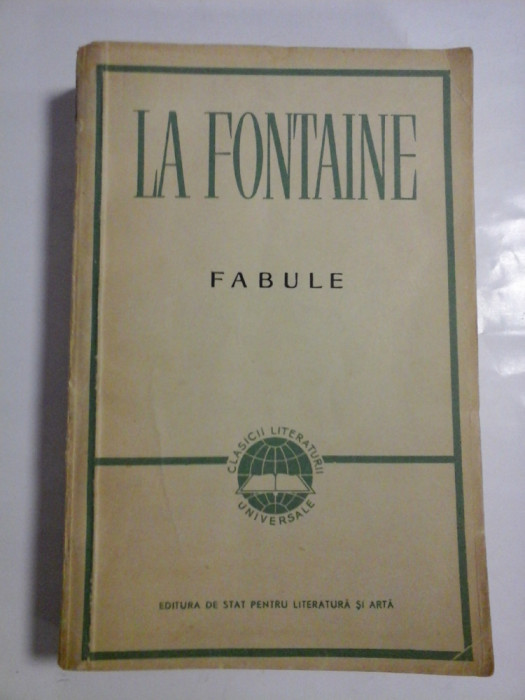 LA FONTAINE
FABULE
CLASICII LITERATURII
UNIVERSALE
EDITURA DE STAT PENTRU LITERATURĂ ȘI ARTĂ